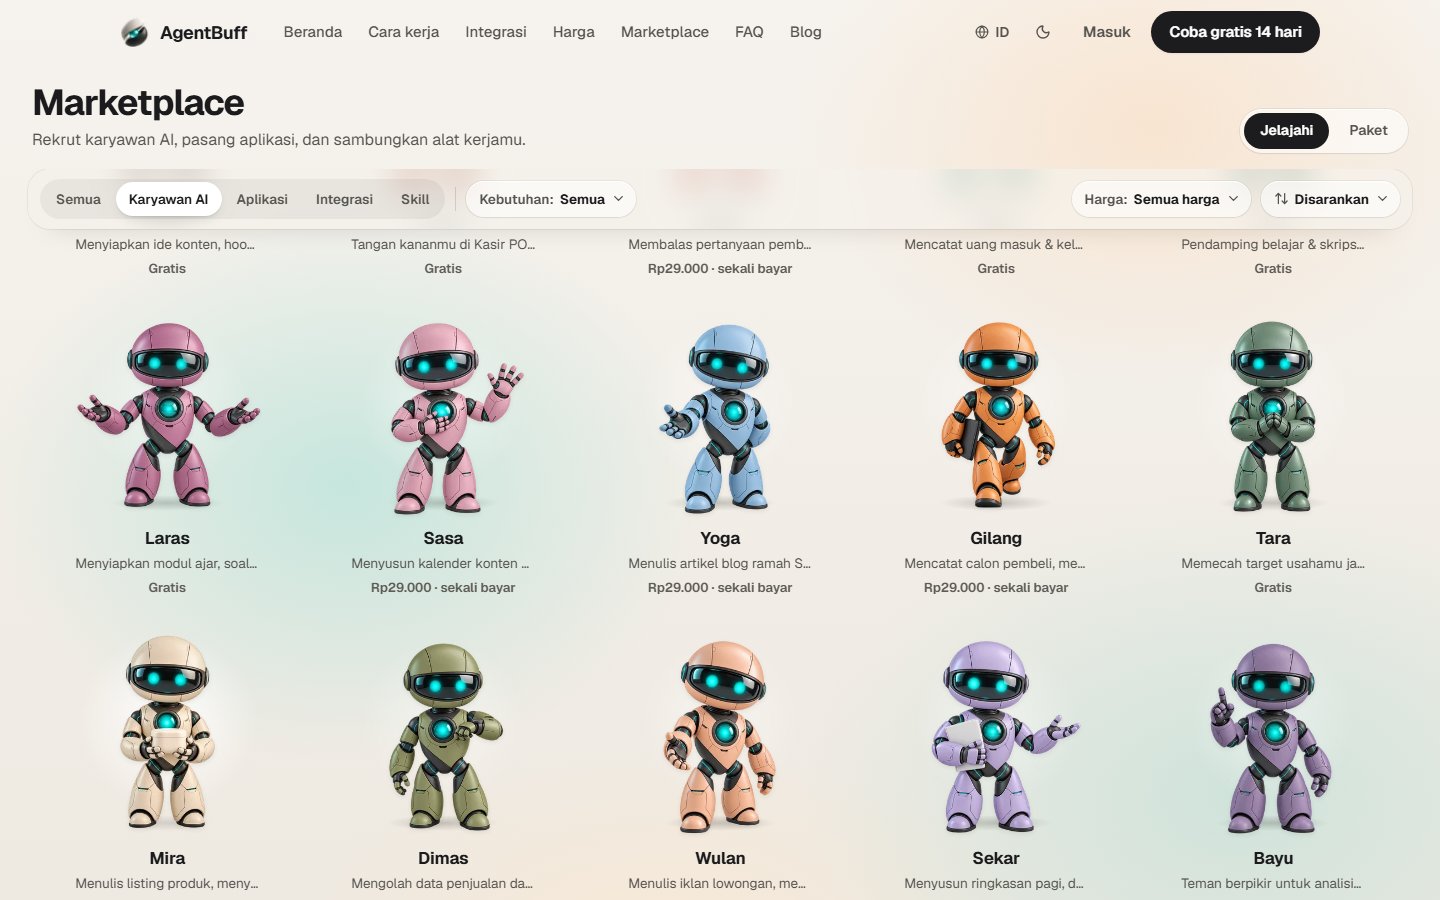 AgentBuff Beranda Cara kerja Integrasi Harga Marketplace FAQ Blog ID Masuk Coba gratis 14 hari
Marketplace
Rekrut karyawan AI, pasang aplikasi, dan sambungkan alat kerjamu.
Jelajahi Paket
Semua Karyawan AI Aplikasi Integrasi Skill Kebutuhan: Semua Harga: Semua harga Disarankan
Menyiapkan ide konten, hoo... Tangan kananmu di Kasir PO... Membalas pertanyaan pemb... Mencatat uang masuk & kel... Pendamping belajar & skrips...
Gratis Gratis Rp29.000 · sekali bayar Gratis Gratis
Laras Sasa Yoga Gilang Tara
Menyiapkan modul ajar, soal... Menyusun kalender konten ... Menulis artikel blog ramah S... Mencatat calon pembeli, me... Memecah target usahamu ja...
Gratis Rp29.000 · sekali bayar Rp29.000 · sekali bayar Rp29.000 · sekali bayar Gratis
Mira Dimas Wulan Sekar Bayu
Menulis listing produk, meny... Mengolah data penjualan da... Menulis iklan lowongan, me... Menyusun ringkasan pagi, d... Teman berpikir untuk analisi...